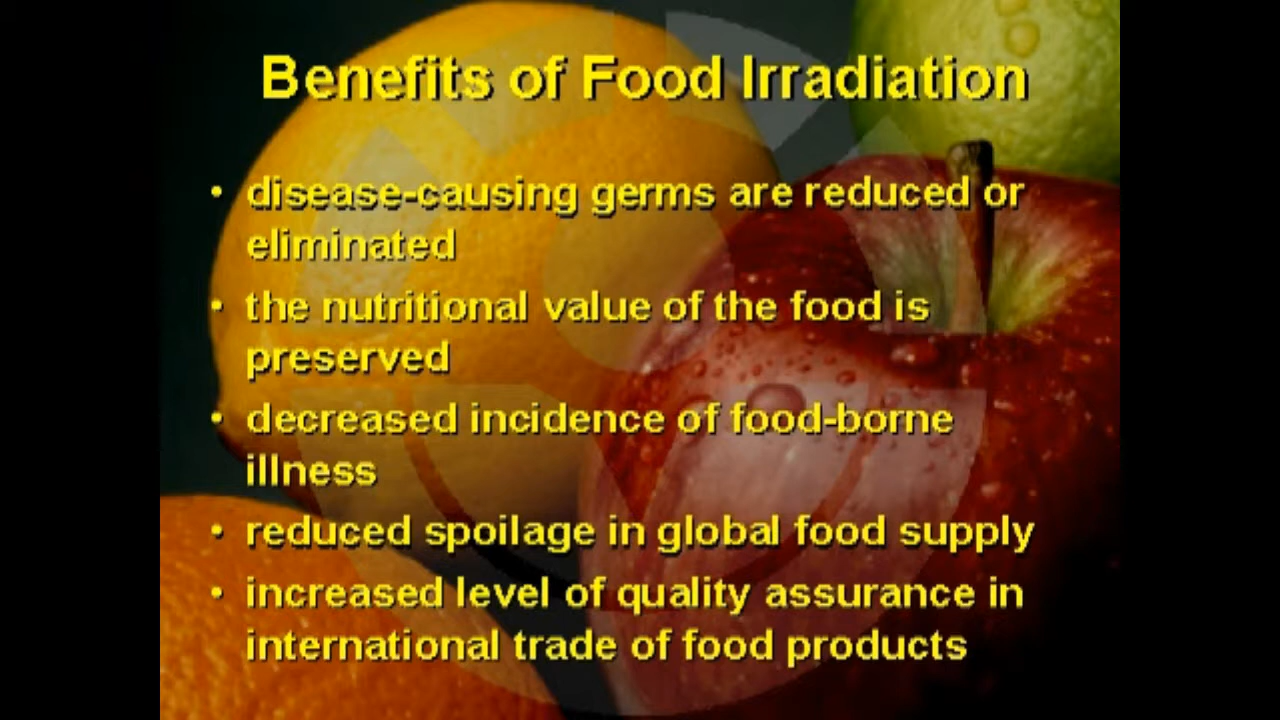 Benefits of Food Irradiation
• disease-causing germs are reduced or
eliminated
• the nutritional value of the food is
preserved
• decreased incidence of food-borne
illness
• reduced spoilage in global food supply
• increased level of quality assurance in
international trade of food products